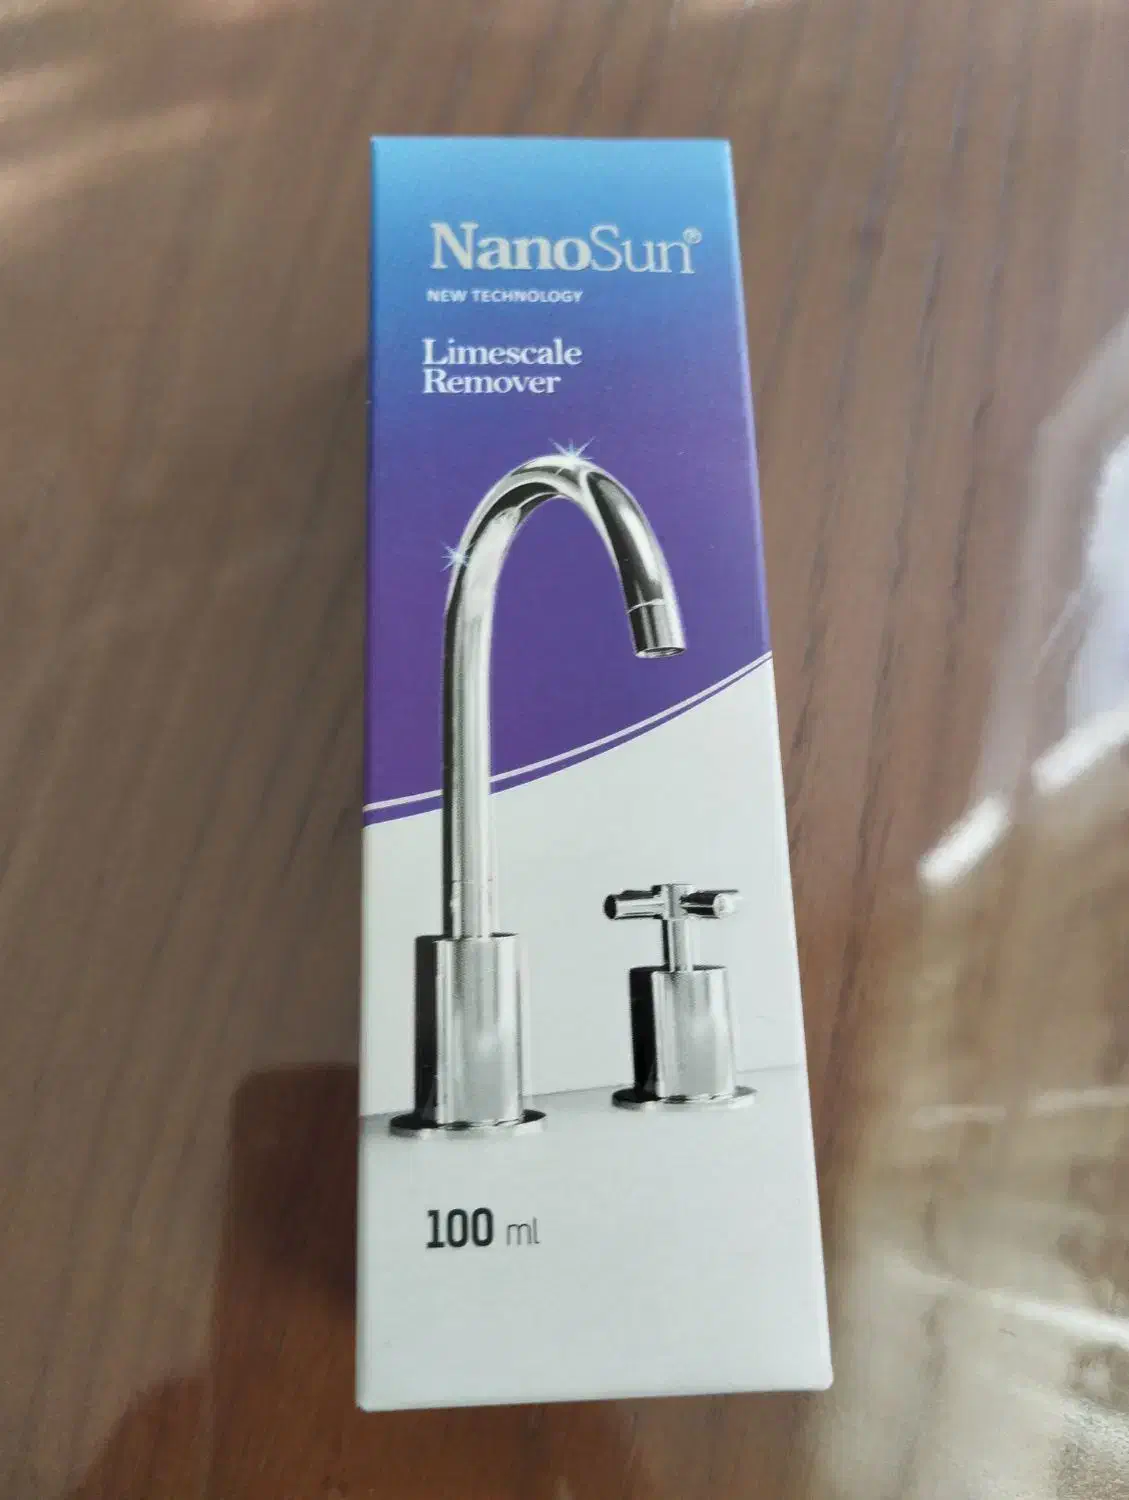 NanoSun®
NEW TECHNOLOGY
Limescale
Remover
100 ml